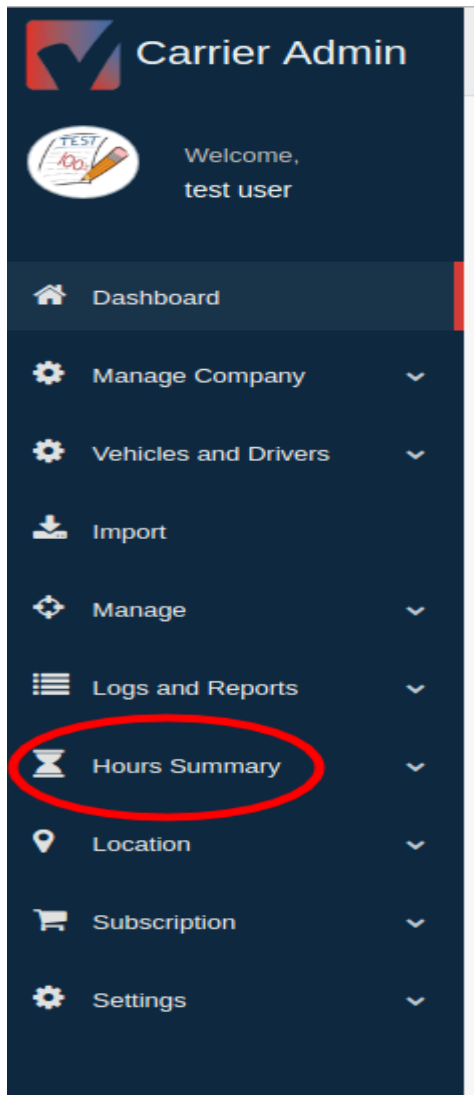 Carrier Admin
TEST
100
Welcome,
test user
Dashboard
Manage Company
Vehicles and Drivers
Import
Manage
Logs and Reports
Hours Summary
Location
Subscription
Settings